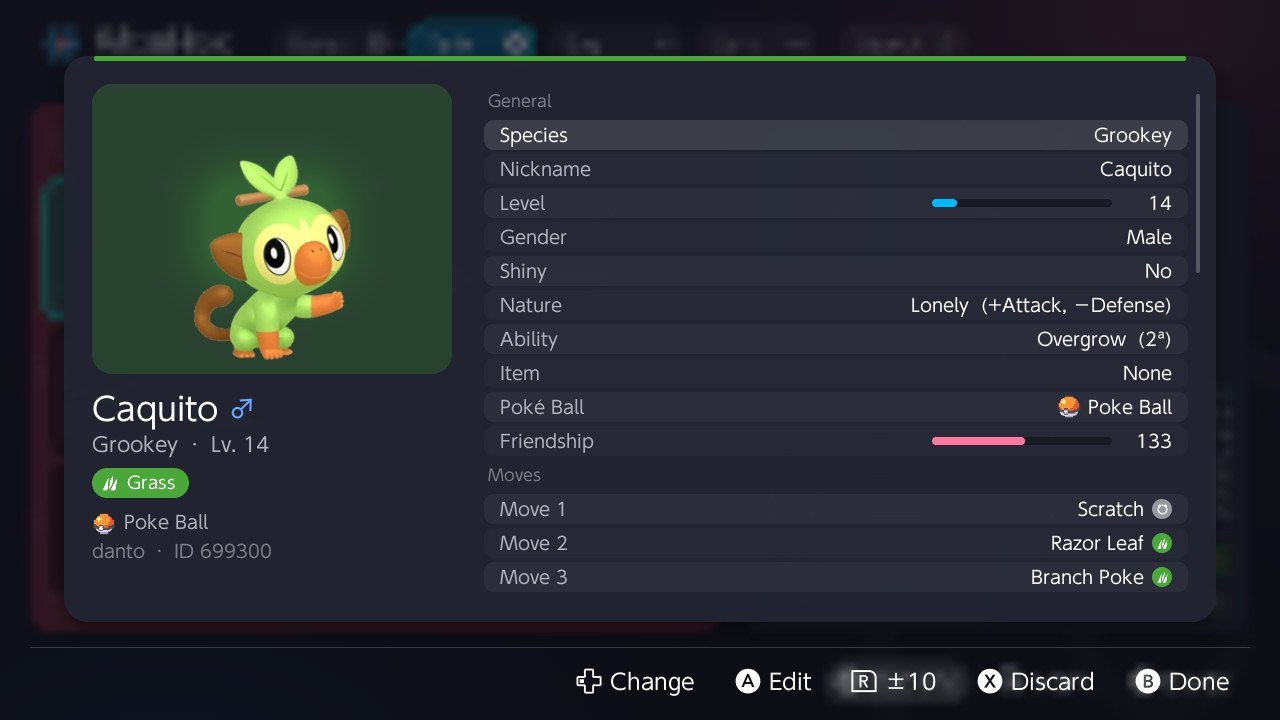 General
Species Grookey
Nickname Caquito
Level 14
Gender Male
Shiny No
Nature Lonely (+Attack, −Defense)
Ability Overgrow (2ª)
Item None
Poké Ball Poke Ball
Friendship 133
Moves
Move 1 Scratch
Move 2 Razor Leaf
Move 3 Branch Poke
Caquito ♂
Grookey · Lv. 14
Grass
Poke Ball
danto · ID 699300
Change A Edit R ±10 X Discard B Done